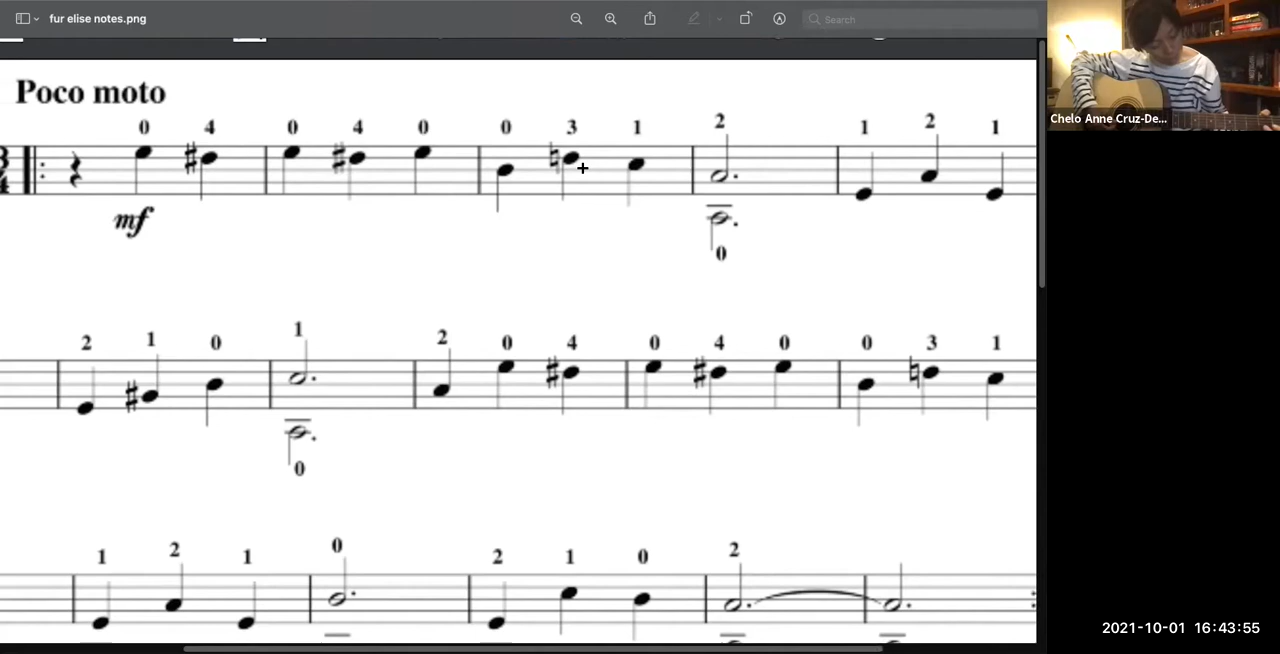 fur elise notes.png
Search
Poco moto
0 4 0 4 0 0 3 1 2 1 2 1
3
4
mf
0
2 1 0 1 2 0 4 0 4 0 0 3 1
0
1 2 1 0 2 1 0 2
Chelo Anne Cruz-De...
2021-10-01 16:43:55